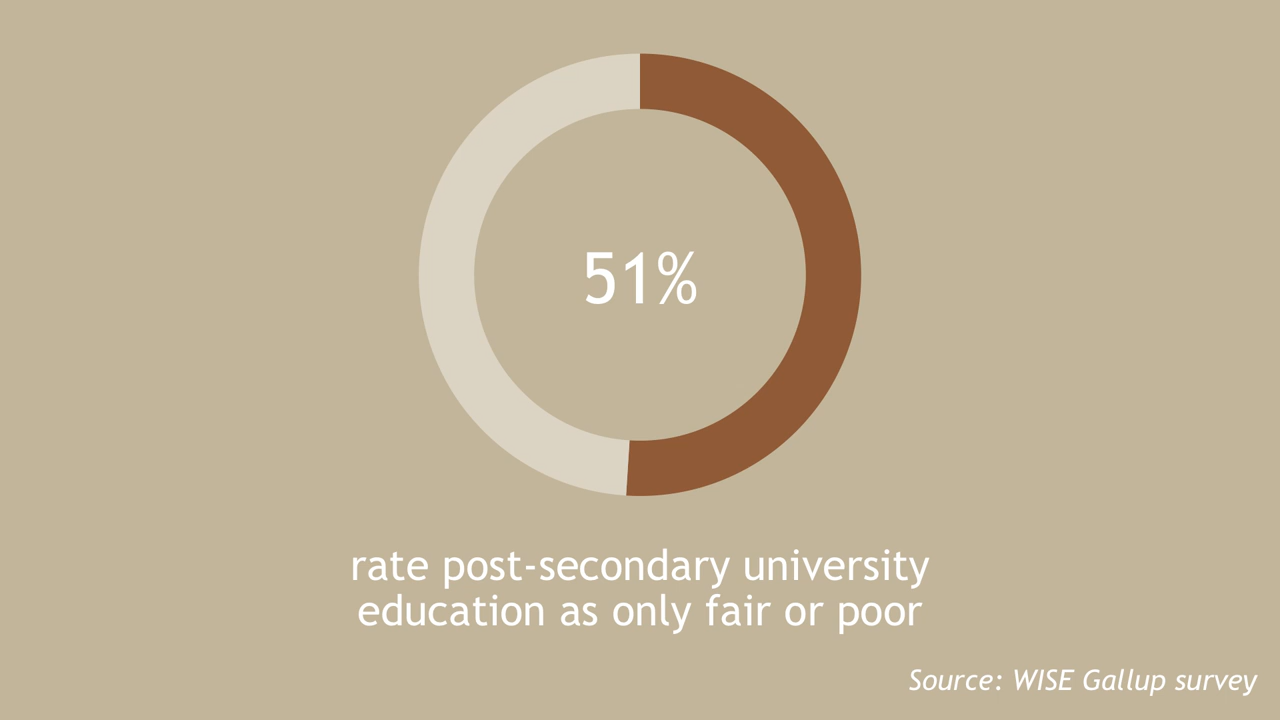 51%
rate post-secondary university
education as only fair or poor
Source: WISE Gallup survey